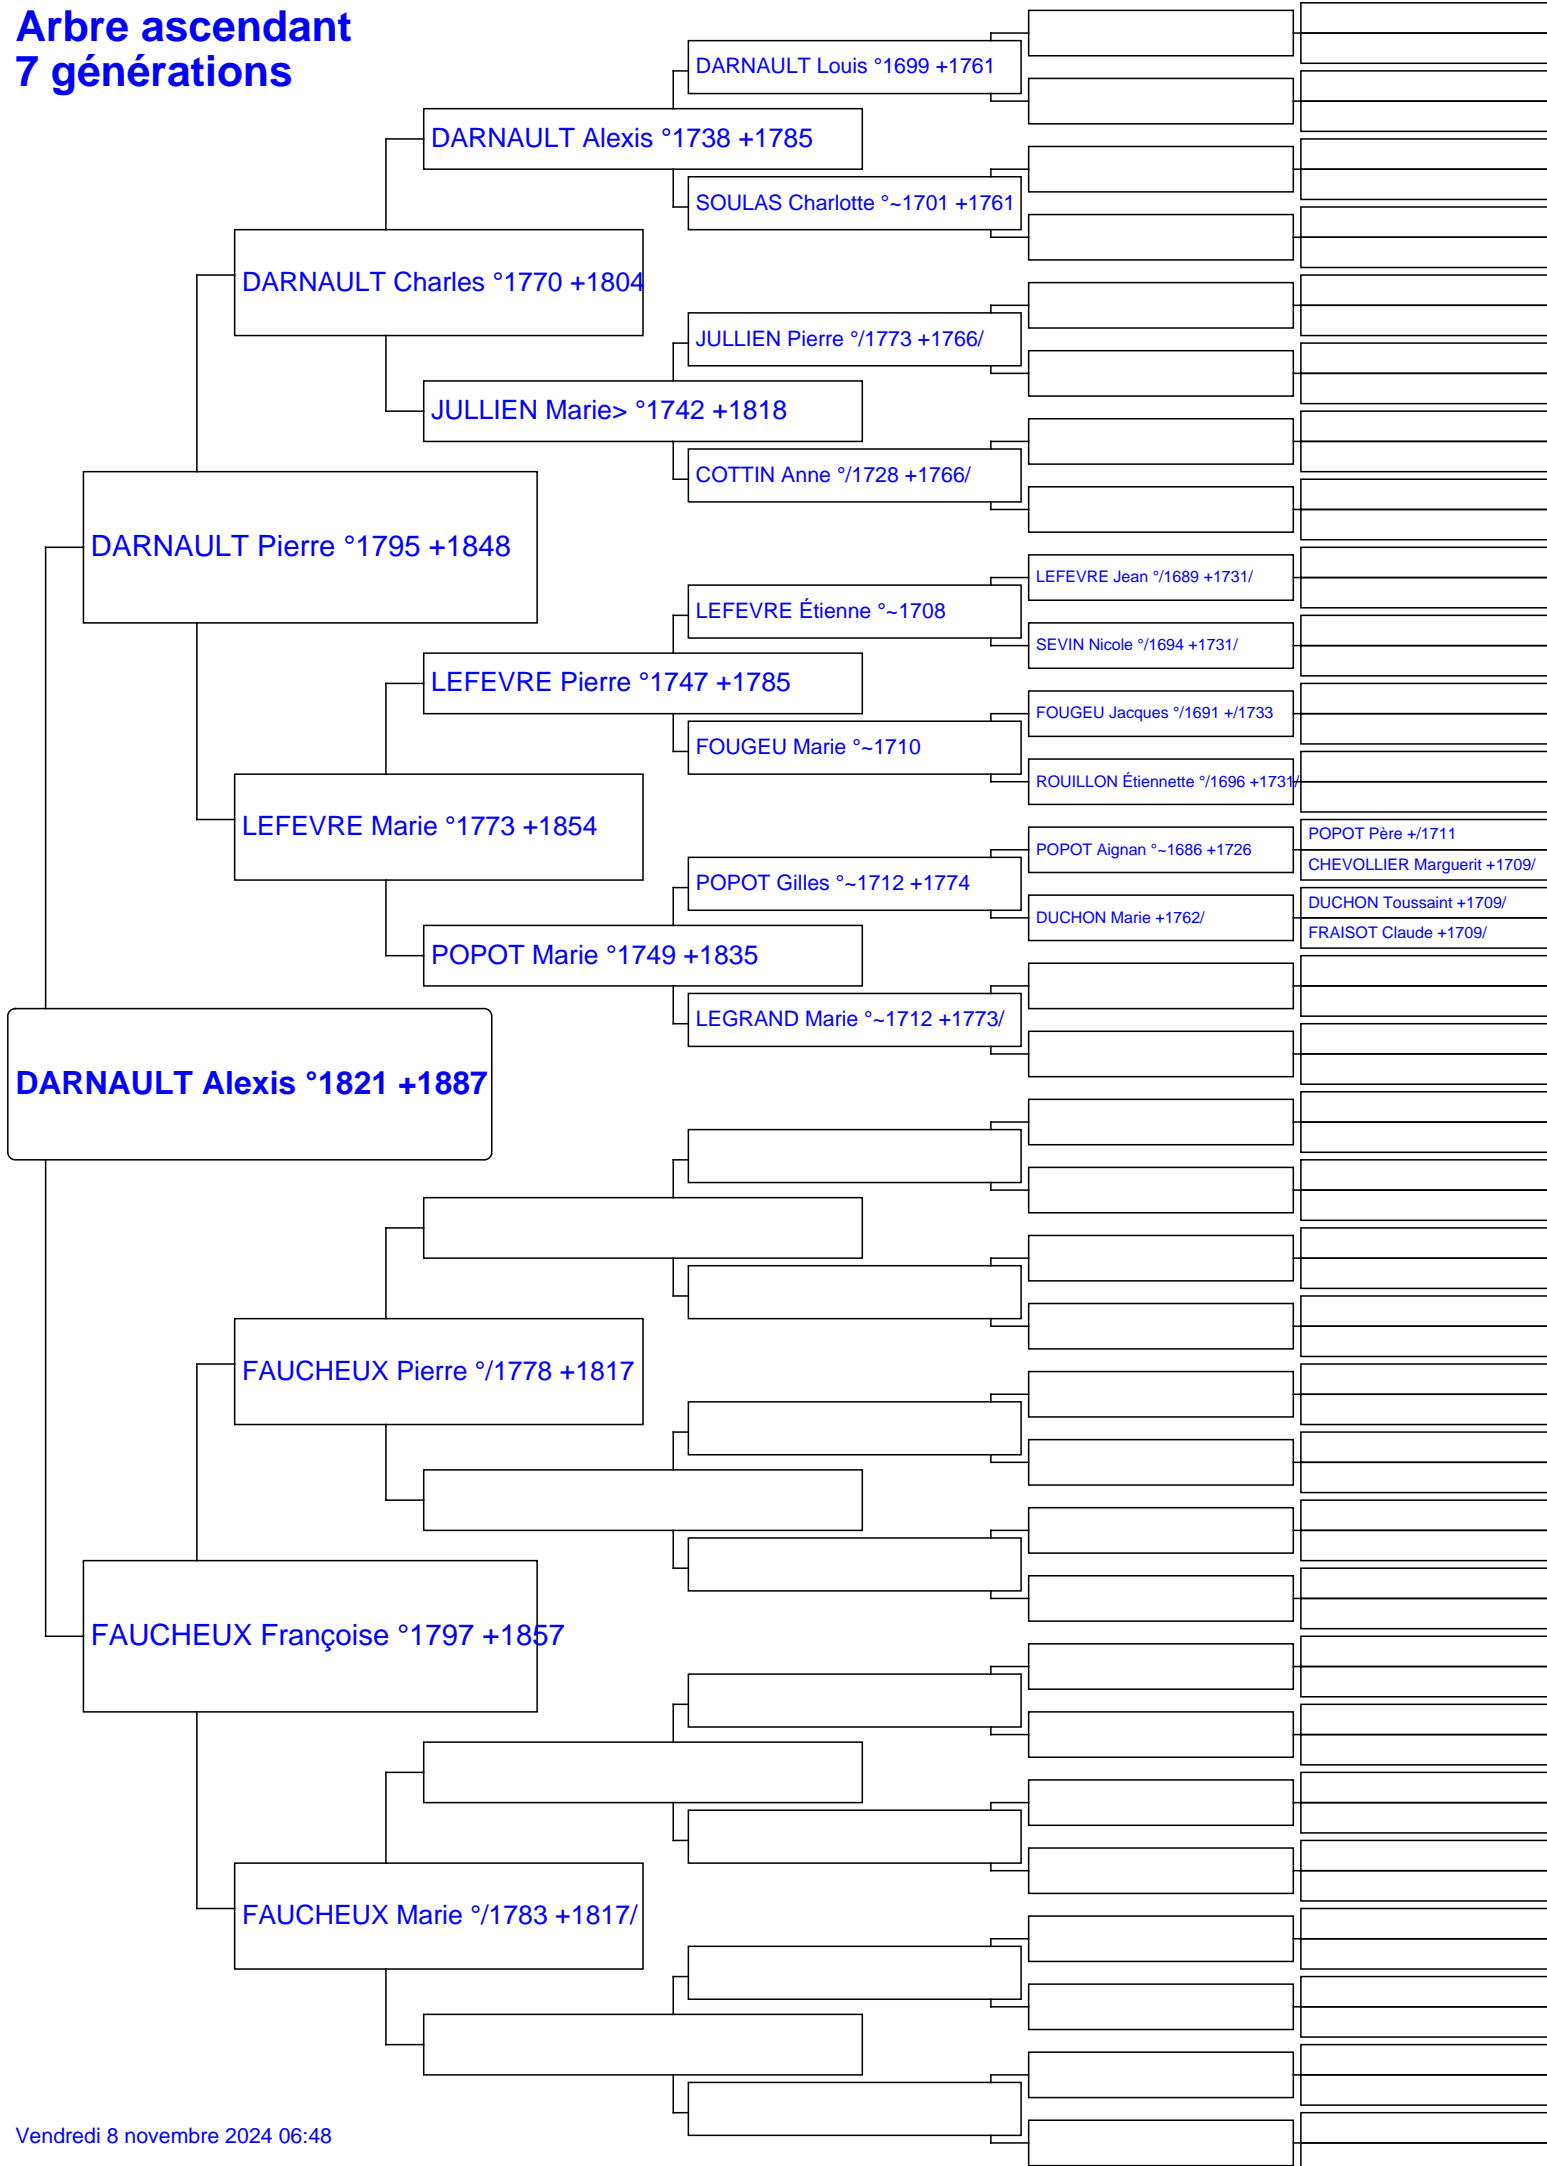 Arbre ascendant
7 générations
DARNAULT Louis °1699 +1761
DARNAULT Alexis °1738 +1785
SOULAS Charlotte °~1701 +1761
DARNAULT Charles °1770 +1804
JULLIEN Pierre °/1773 +1766/
JULLIEN Marie> °1742 +1818
COTTIN Anne °/1728 +1766/
DARNAULT Pierre °1795 +1848
LEFEVRE Jean °/1689 +1731/
LEFEVRE Étienne °~1708
SEVIN Nicole °/1694 +1731/
LEFEVRE Pierre °1747 +1785
FOUGEU Jacques °/1691 +/1733
FOUGEU Marie °~1710
ROUILLON Étiennette °/1696 +1731/
LEFEVRE Marie °1773 +1854
POPOT Père +/1711
POPOT Aignan °~1686 +1726
CHEVOLLIER Marguerit +1709/
POPOT Gilles °~1712 +1774
DUCHON Toussaint +1709/
DUCHON Marie +1762/
FRAISOT Claude +1709/
POPOT Marie °1749 +1835
LEGRAND Marie °~1712 +1773/
DARNAULT Alexis °1821 +1887
FAUCHEUX Pierre °/1778 +1817
FAUCHEUX Françoise °1797 +1857
FAUCHEUX Marie °/1783 +1817/
Vendredi 8 novembre 2024 06:48